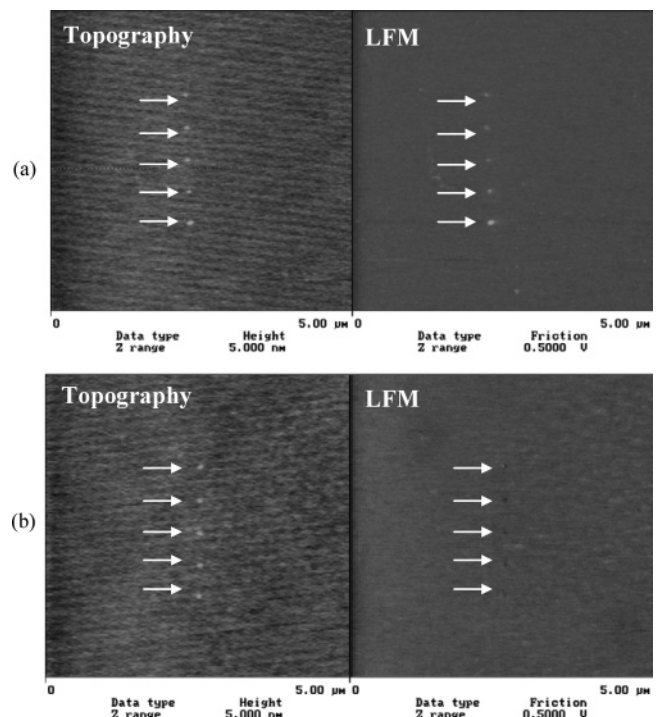 Topography
LFM
(a)
0 5.00 μm 0 5.00 μm
Data type Height Data type Friction
Z range 5.000 nm Z range 0.5000 V
Topography
LFM
(b)
0 5.00 μm 0 5.00 μm
Data type Height Data type Friction
Z range 5.000 nm Z range 0.5000 V